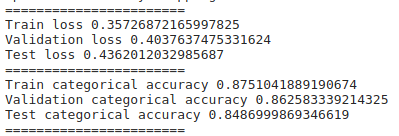 ========================
Train loss 0.35726872165997825
Validation loss 0.4037637475331624
Test loss 0.4362012032985687
========================
Train categorical accuracy 0.8751041889190674
Validation categorical accuracy 0.862583339214325
Test categorical accuracy 0.8486999869346619
========================